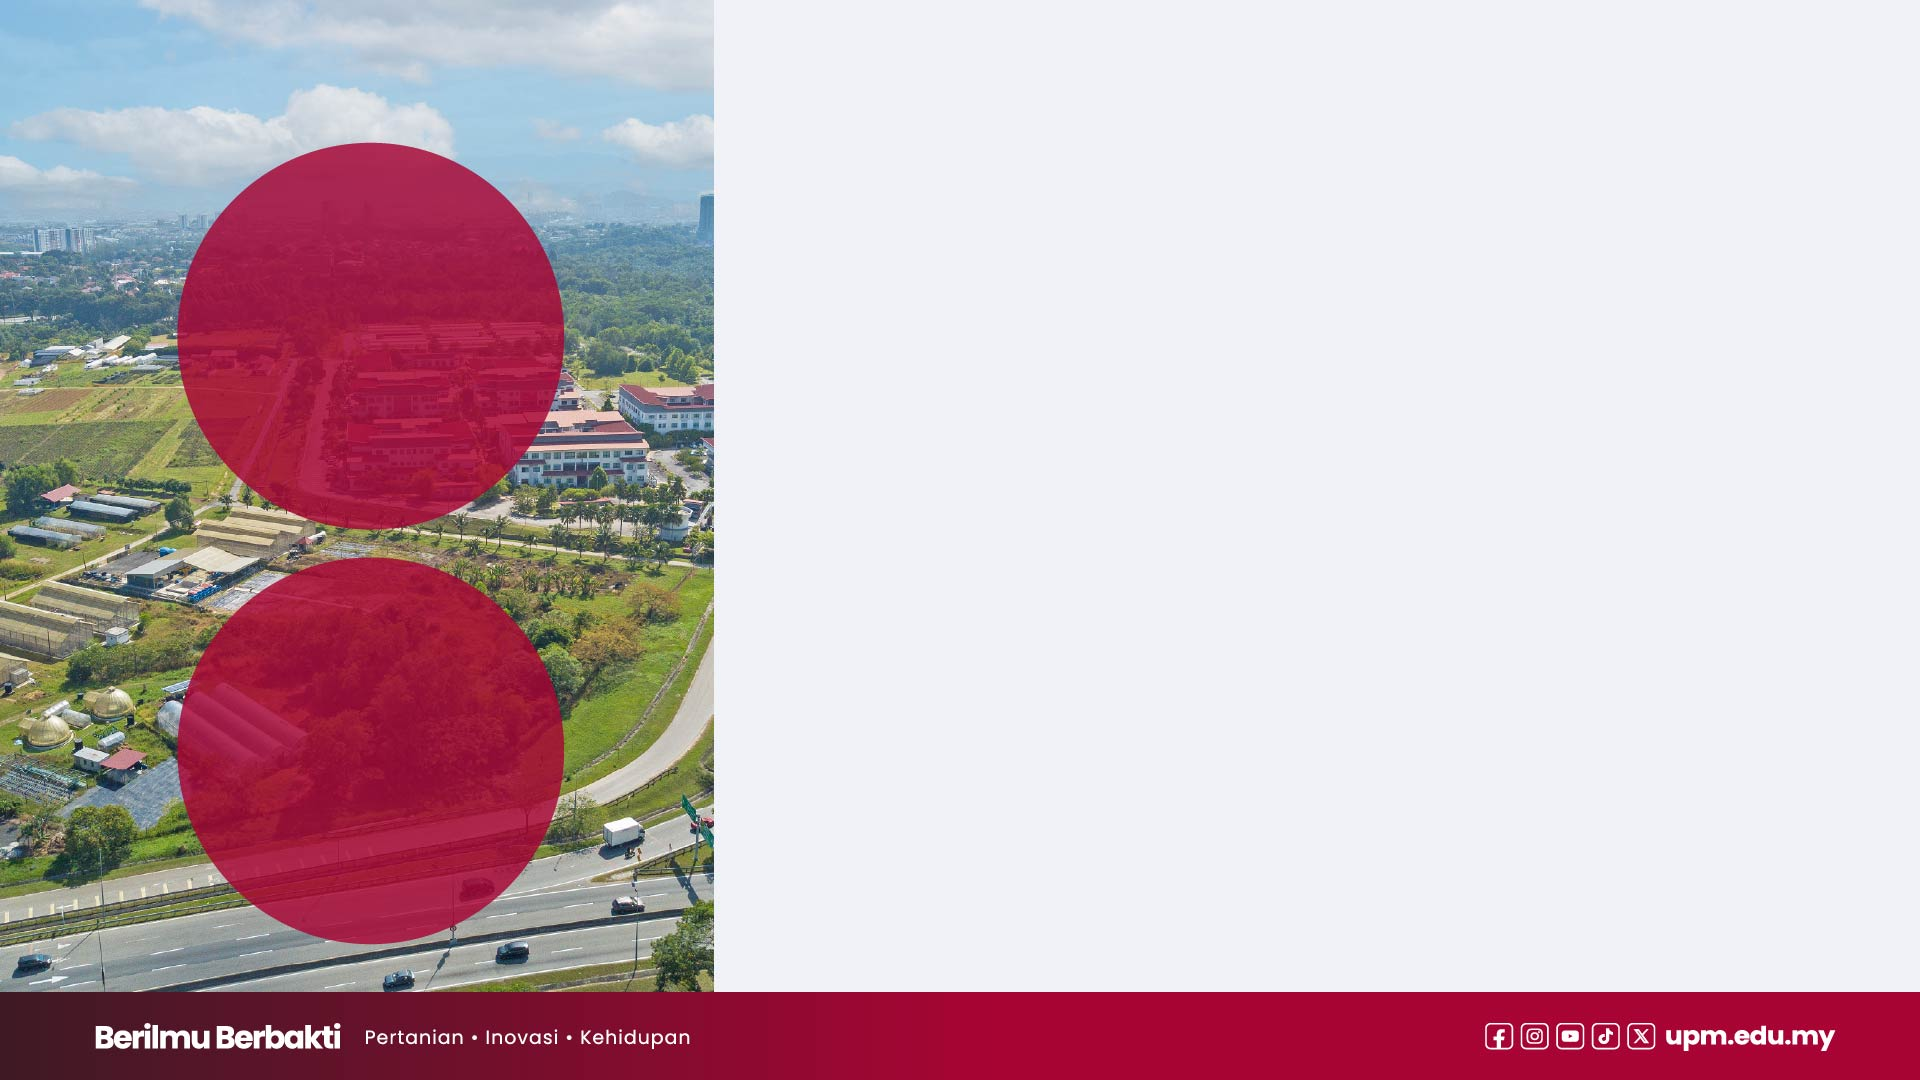 Berilmu Berbakti
Pertanian • Inovasi • Kehidupan
upm.edu.my